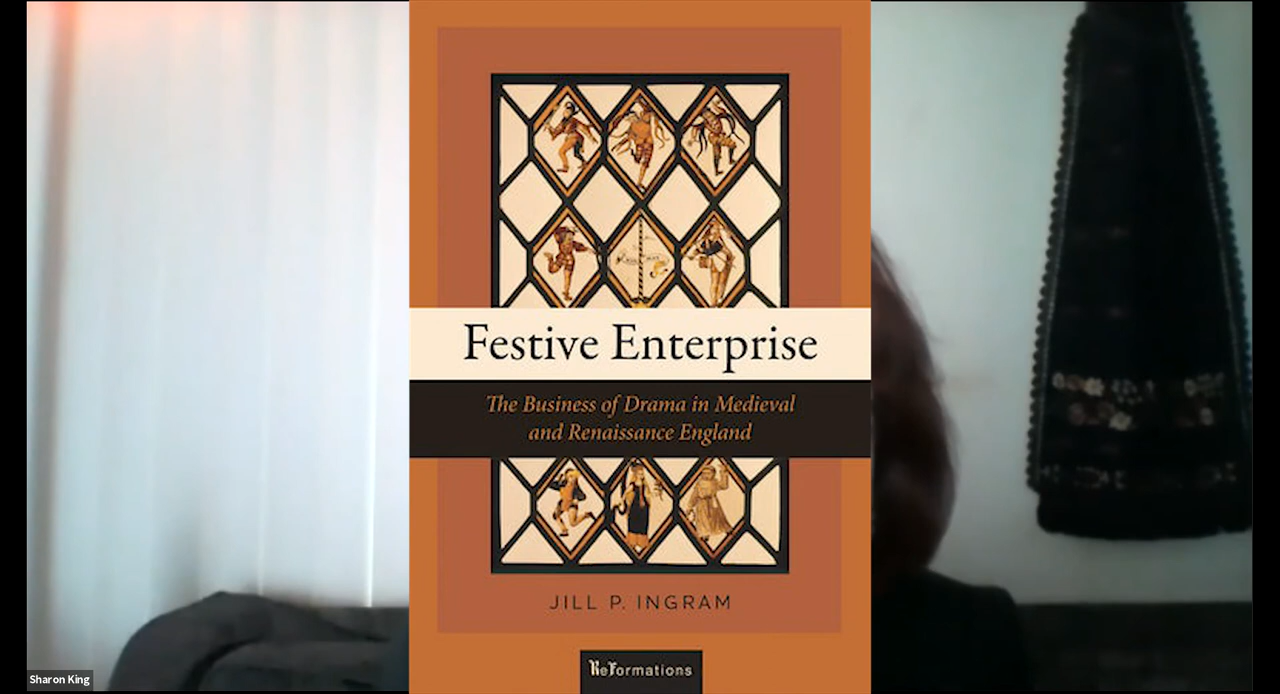 Festive Enterprise
The Business of Drama in Medieval
and Renaissance England
JILL P. INGRAM
ReFormations
Sharon King